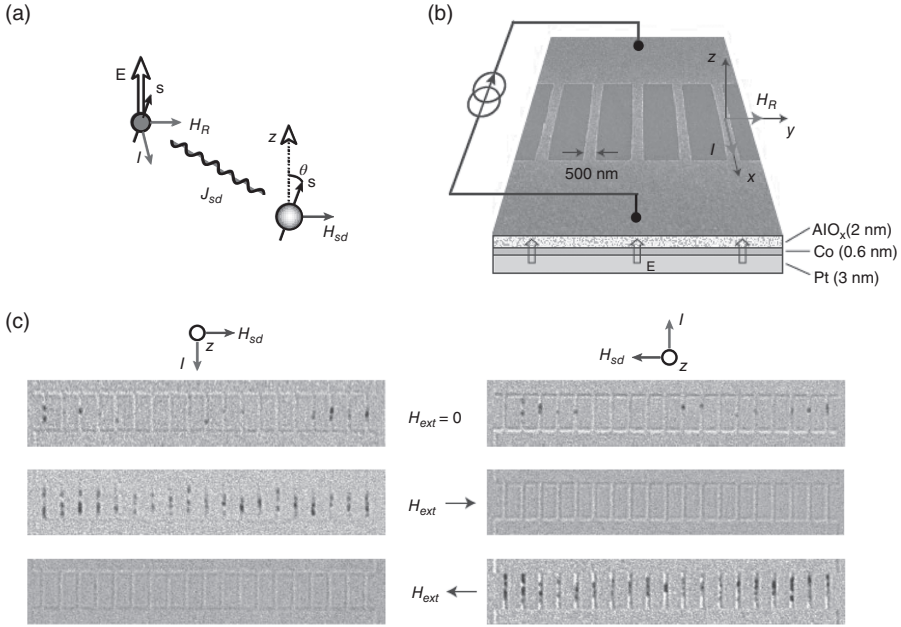 (a)
E
s
H_R
I
J_sd
z
θ
s
H_sd
(b)
z
H_R
y
I
x
500 nm
AlOₓ(2 nm)
Co (0.6 nm)
E
Pt (3 nm)
(c)
H_sd
z
I
I
H_sd
z
H_ext = 0
H_ext
H_ext